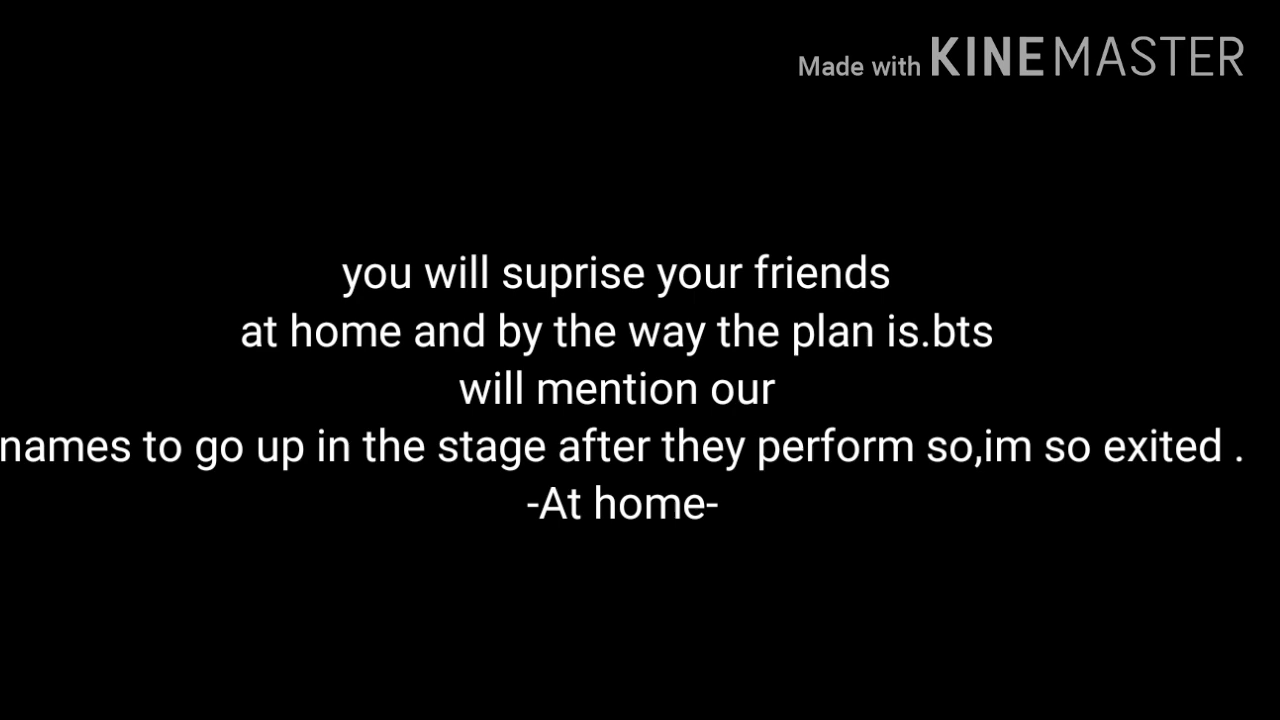 Made with KINEMASTER
you will suprise your friends
at home and by the way the plan is.bts
will mention our
names to go up in the stage after they perform so,im so exited .
-At home-